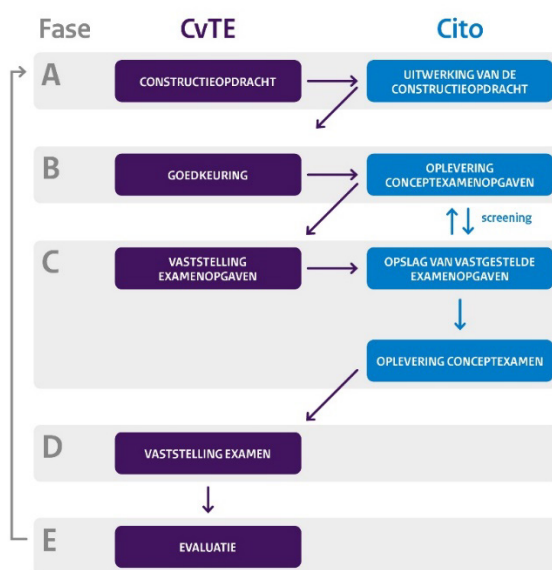 Fase CvTE Cito
A
CONSTRUCTIEOPDRACHT
UITWERKING VAN DE
CONSTRUCTIEOPDRACHT
B
GOEDKEURING
OPLEVERING
CONCEPTEXAMENOPGAVEN
screening
C
VASTSTELLING
EXAMENOPGAVEN
OPSLAG VAN VASTGESTELDE
EXAMENOPGAVEN
OPLEVERING CONCEPTEXAMEN
D
VASTSTELLING EXAMEN
E
EVALUATIE